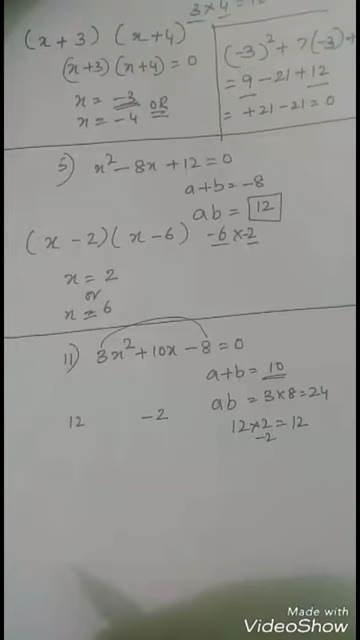 3 × 4 = 12
(x + 3) (x + 4)
(x+3) (x+4) = 0
x = -3 OR
x = -4
(-3)² + 7(-3) +
= 9 - 21 + 12
= + 21 - 21 = 0
5) x² - 8x + 12 = 0
a+b = -8
ab = 12
(x - 2)(x - 6) -6 × -2
x = 2
or
x = 6
11) 3x² + 10x - 8 = 0
a+b = 10
ab = 3×8 = 24
12 -2 12×2 = 12
-2
Made with
VideoShow